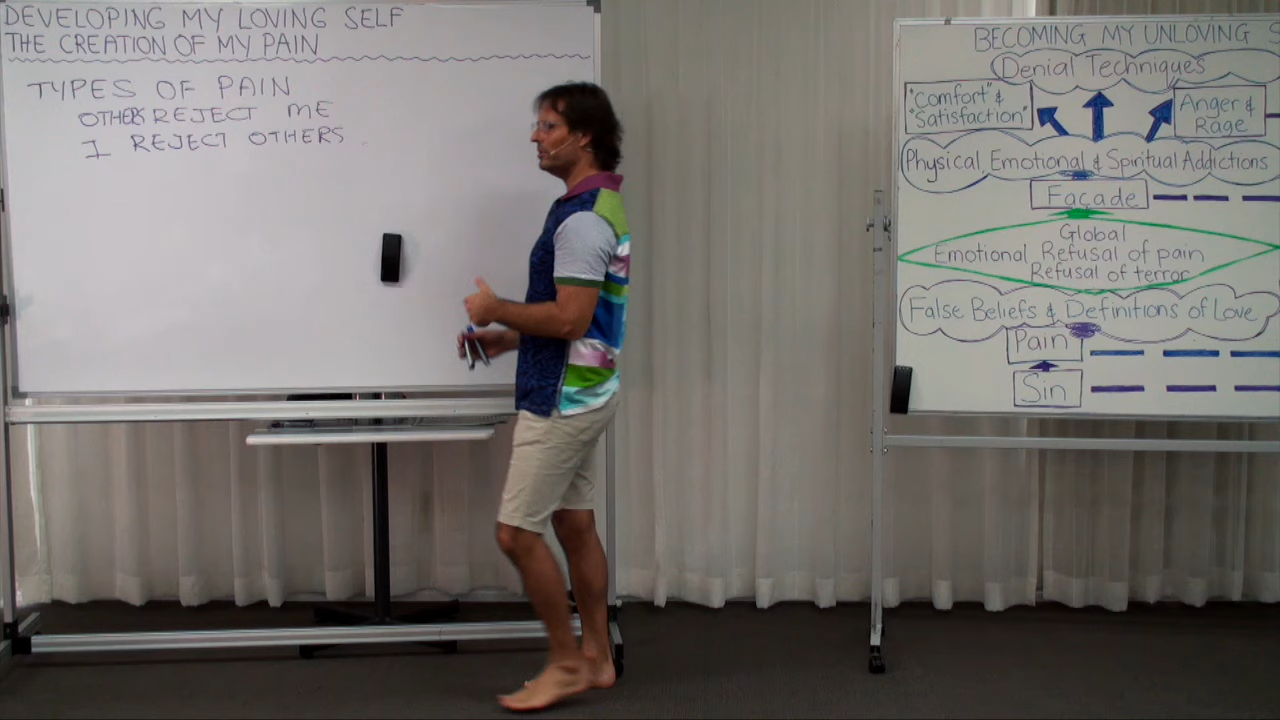 DEVELOPING MY LOVING SELF
THE CREATION OF MY PAIN
TYPES OF PAIN
OTHERS REJECT ME
I REJECT OTHERS
BECOMING MY UNLOVING S
Denial Techniques
"Comfort" &
"Satisfaction"
Anger &
Rage
Physical, Emotional & Spiritual Addictions
Façade
Global
Emotional Refusal of pain
Refusal of terror
False Beliefs & Definitions of Love
Pain
Sin